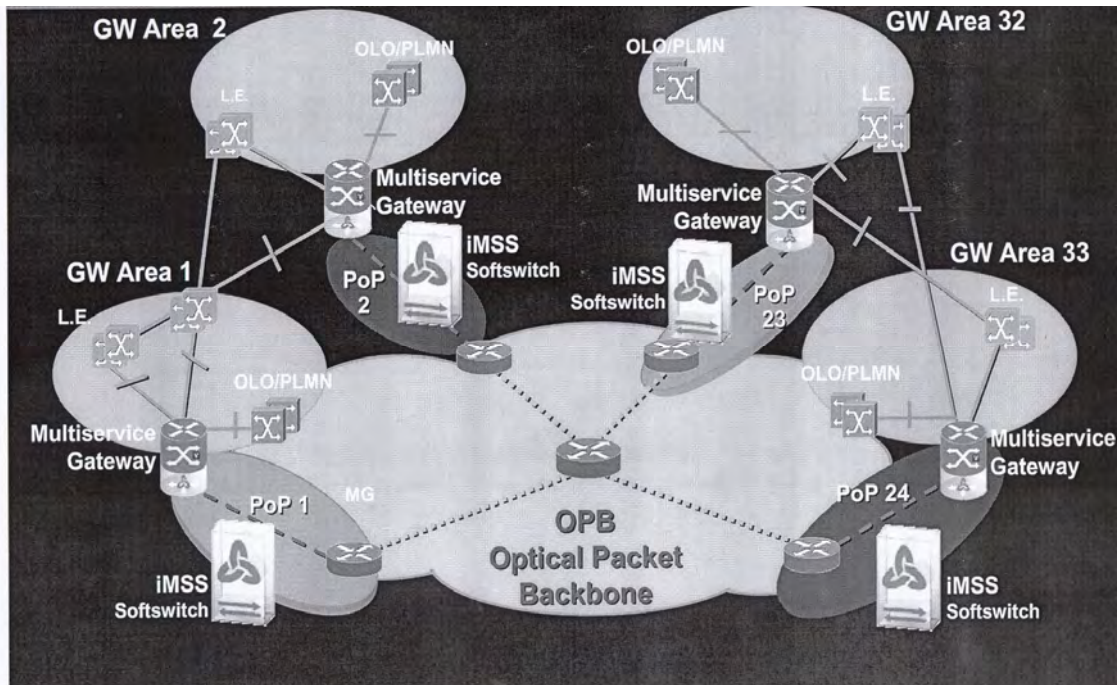 GW Area 2
OLO/PLMN
L.E.
Multiservice
Gateway
iMSS
Softswitch
PoP
2
GW Area 32
OLO/PLMN
L.E.
Multiservice
Gateway
iMSS
Softswitch
PoP
23
GW Area 1
L.E.
OLO/PLMN
Multiservice
Gateway
PoP 1
MG
iMSS
Softswitch
GW Area 33
L.E.
OLO/PLMN
Multiservice
Gateway
PoP 24
iMSS
Softswitch
OPB
Optical Packet
Backbone